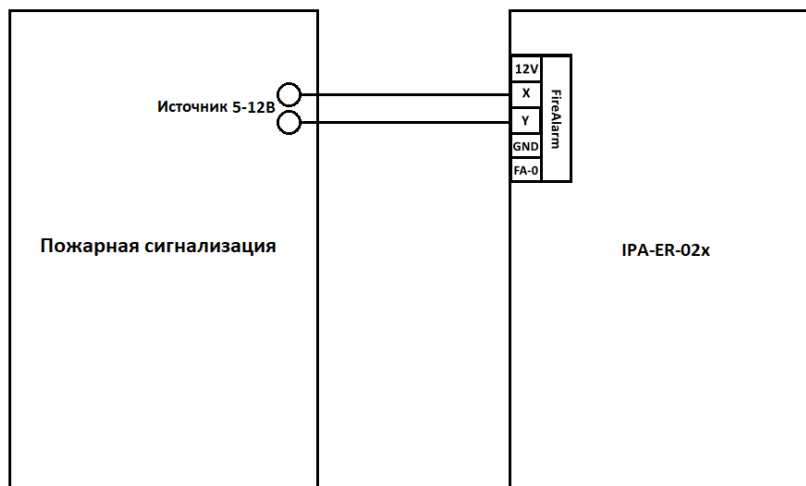 Источник 5-12В
12V
X
Y
GND
FA-0
FireAlarm
Пожарная сигнализация
IPA-ER-02x